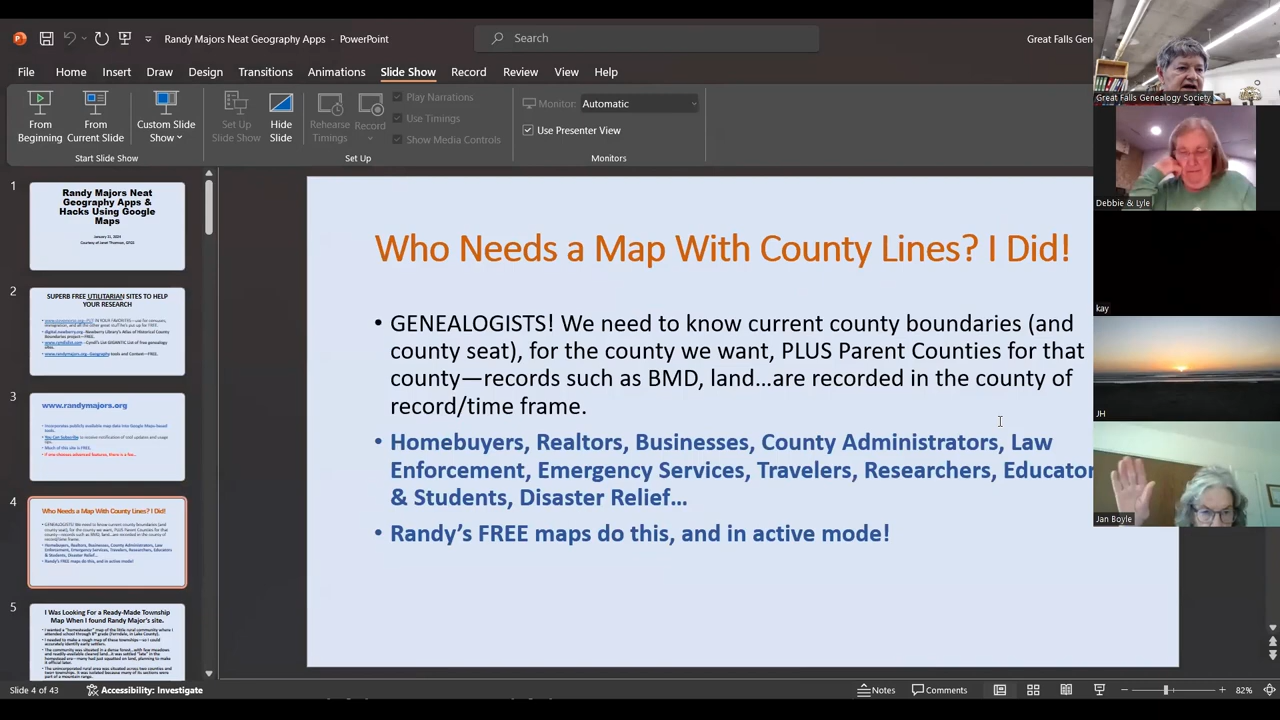 Randy Majors Neat Geography Apps - PowerPoint
Search
Great Falls Gen
File Home Insert Draw Design Transitions Animations Slide Show Record Review View Help
From Beginning
From Current Slide
Custom Slide Show
Set Up Slide Show
Hide Slide
Rehearse Timings
Record
Play Narrations
Use Timings
Show Media Controls
Monitor: Automatic
Use Presenter View
Start Slide Show
Set Up
Monitors
1
Randy Majors Neat
Geography Apps &
Hacks Using Google
Maps
2
SUPERB FREE UTILITARIAN SITES TO HELP
YOUR RESEARCH
3
www.randymajors.org
4
Who Needs a Map With County Lines? I Did!
5
I Was Looking For a Ready-Made Township
Map When I found Randy Major's site.
Who Needs a Map With County Lines? I Did!
• GENEALOGISTS! We need to know current county boundaries (and
county seat), for the county we want, PLUS Parent Counties for that
county—records such as BMD, land…are recorded in the county of
record/time frame.
• Homebuyers, Realtors, Businesses, County Administrators, Law
Enforcement, Emergency Services, Travelers, Researchers, Educator
& Students, Disaster Relief…
• Randy's FREE maps do this, and in active mode!
Great Falls Genealogy Society
Debbie & Lyle
kay
JH
Jan Boyle
Slide 4 of 43
Accessibility: Investigate
Notes
Comments
82%